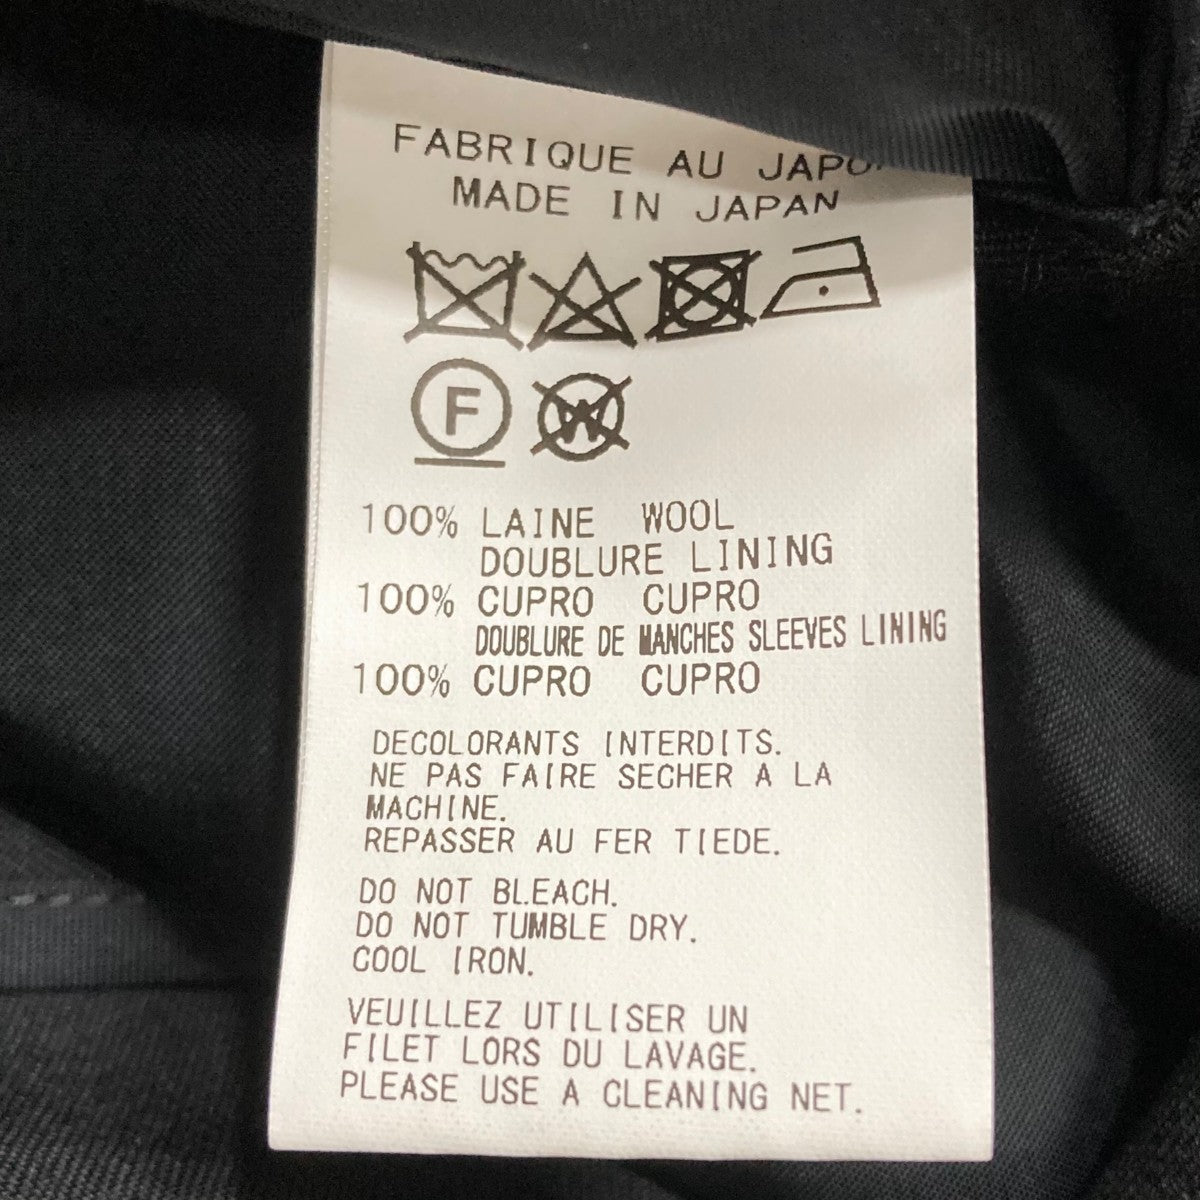 FABRIQUE AU JAPO
MADE IN JAPAN
F W
100% LAINE WOOL
DOUBLURE LINING
100% CUPRO CUPRO
DOUBLURE DE MANCHES SLEEVES LINING
100% CUPRO CUPRO
DECOLORANTS INTERDITS.
NE PAS FAIRE SECHER A LA
MACHINE.
REPASSER AU FER TIEDE.
DO NOT BLEACH.
DO NOT TUMBLE DRY.
COOL IRON.
VEUILLEZ UTILISER UN
FILET LORS DU LAVAGE.
PLEASE USE A CLEANING NET.